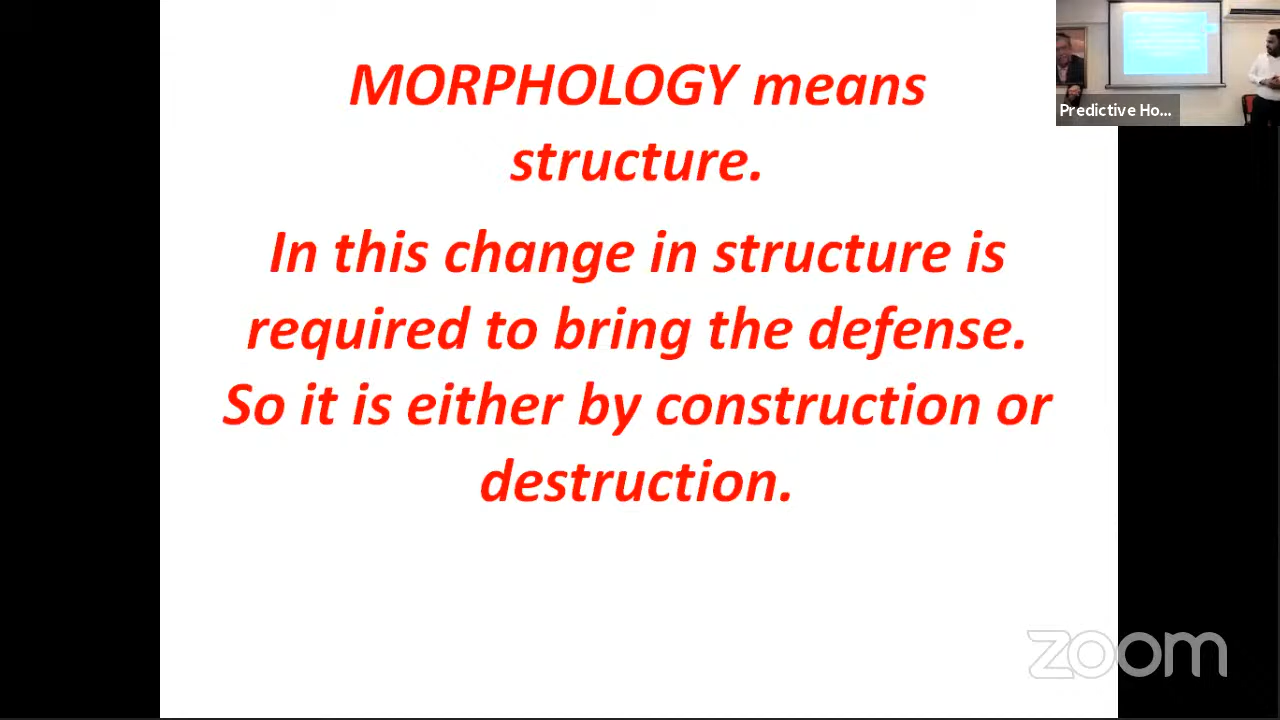 MORPHOLOGY means
structure.
In this change in structure is
required to bring the defense.
So it is either by construction or
destruction.
Predictive Ho...
zoom